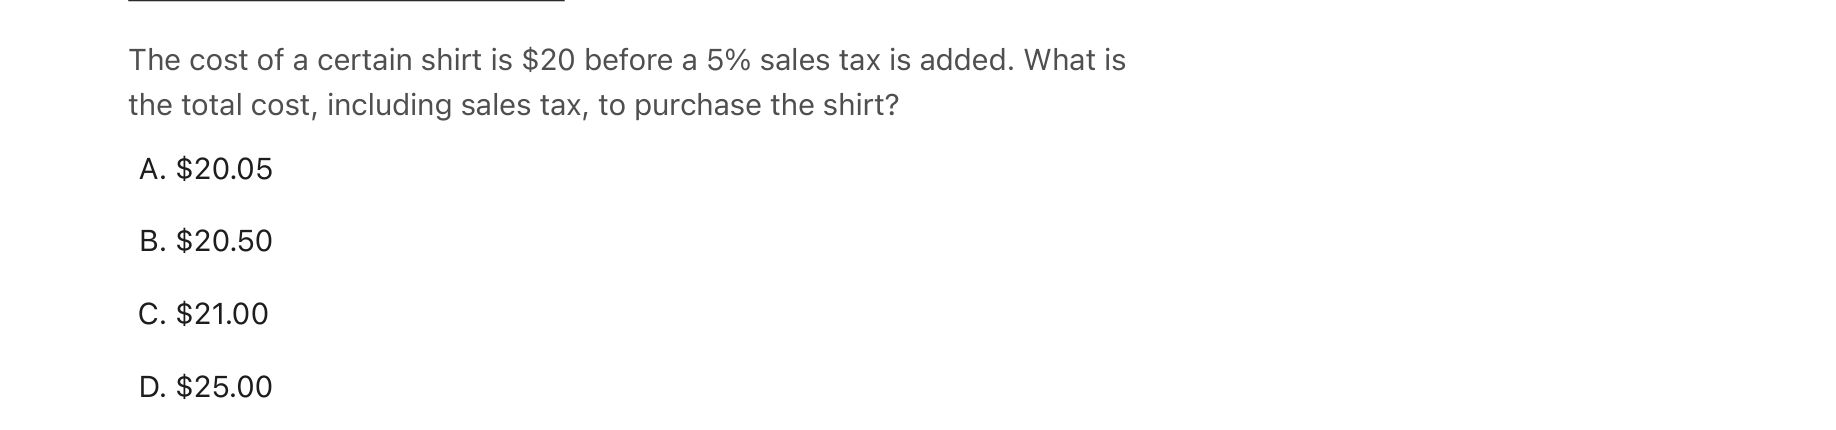 The cost of a certain shirt is $20 before a 5% sales tax is added. What is
the total cost, including sales tax, to purchase the shirt?
A. $20.05
B. $20.50
C. $21.00
D. $25.00